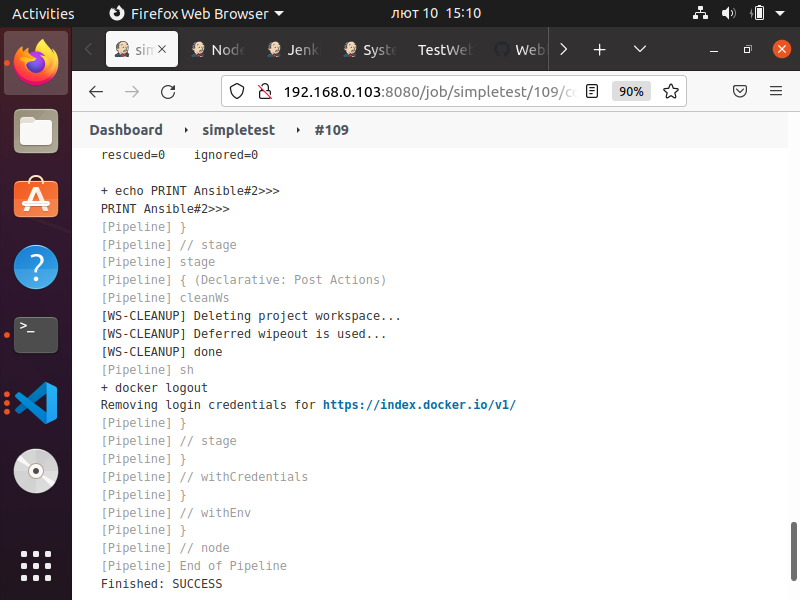 Activities Firefox Web Browser лют 10 15:10
sim Node Jenk Syst TestWeb Web
192.168.0.103:8080/job/simpletest/109/co 90%
Dashboard simpletest #109
rescued=0 ignored=0
+ echo PRINT Ansible#2>>>
PRINT Ansible#2>>>
[Pipeline] }
[Pipeline] // stage
[Pipeline] stage
[Pipeline] { (Declarative: Post Actions)
[Pipeline] cleanWs
[WS-CLEANUP] Deleting project workspace...
[WS-CLEANUP] Deferred wipeout is used...
[WS-CLEANUP] done
[Pipeline] sh
+ docker logout
Removing login credentials for https://index.docker.io/v1/
[Pipeline] }
[Pipeline] // stage
[Pipeline] }
[Pipeline] // withCredentials
[Pipeline] }
[Pipeline] // withEnv
[Pipeline] }
[Pipeline] // node
[Pipeline] End of Pipeline
Finished: SUCCESS